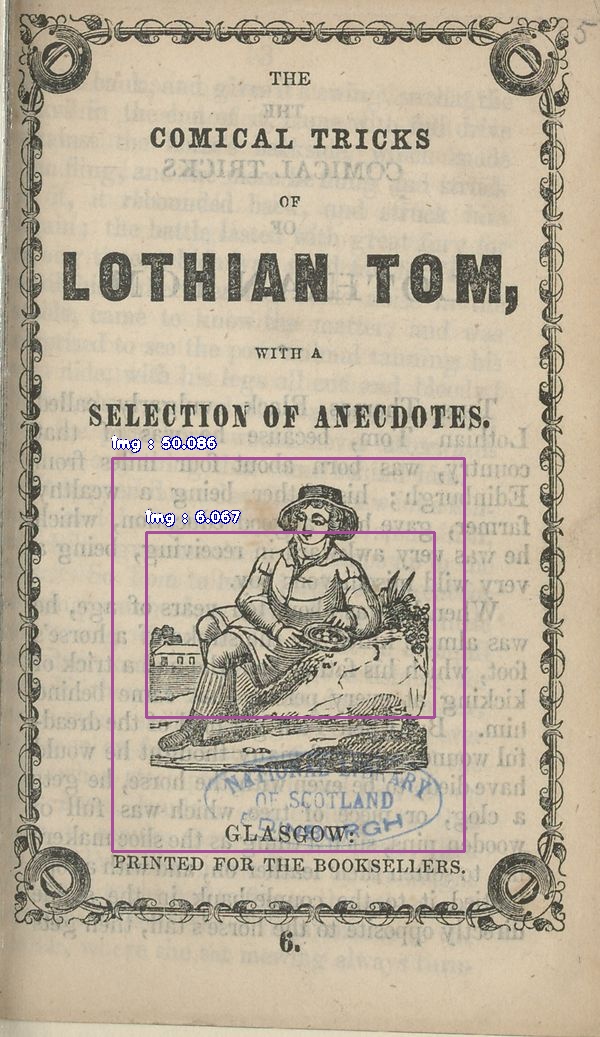 5
THE
COMICAL TRICKS
OF
LOTHIAN TOM,
WITH A
SELECTION OF ANECDOTES.
img : 50.086
img : 6.067
NATIONAL LIBRARY
OF SCOTLAND
EDINBURGH
GLASGOW:
PRINTED FOR THE BOOKSELLERS.
6.